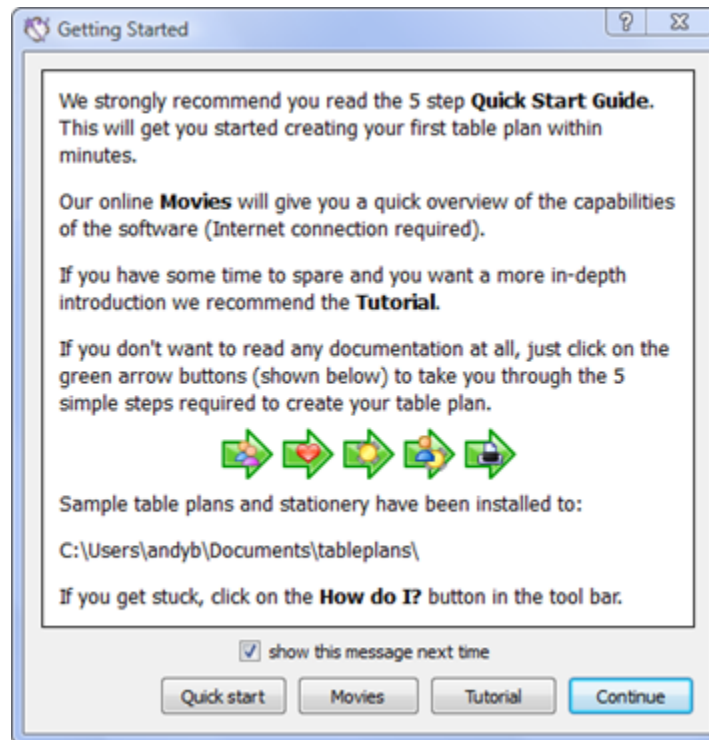 Getting Started
We strongly recommend you read the 5 step Quick Start Guide.
This will get you started creating your first table plan within
minutes.
Our online Movies will give you a quick overview of the capabilities
of the software (Internet connection required).
If you have some time to spare and you want a more in-depth
introduction we recommend the Tutorial.
If you don't want to read any documentation at all, just click on the
green arrow buttons (shown below) to take you through the 5
simple steps required to create your table plan.
Sample table plans and stationery have been installed to:
C:\Users\andyb\Documents\tableplans\
If you get stuck, click on the How do I? button in the tool bar.
show this message next time
Quick start Movies Tutorial Continue